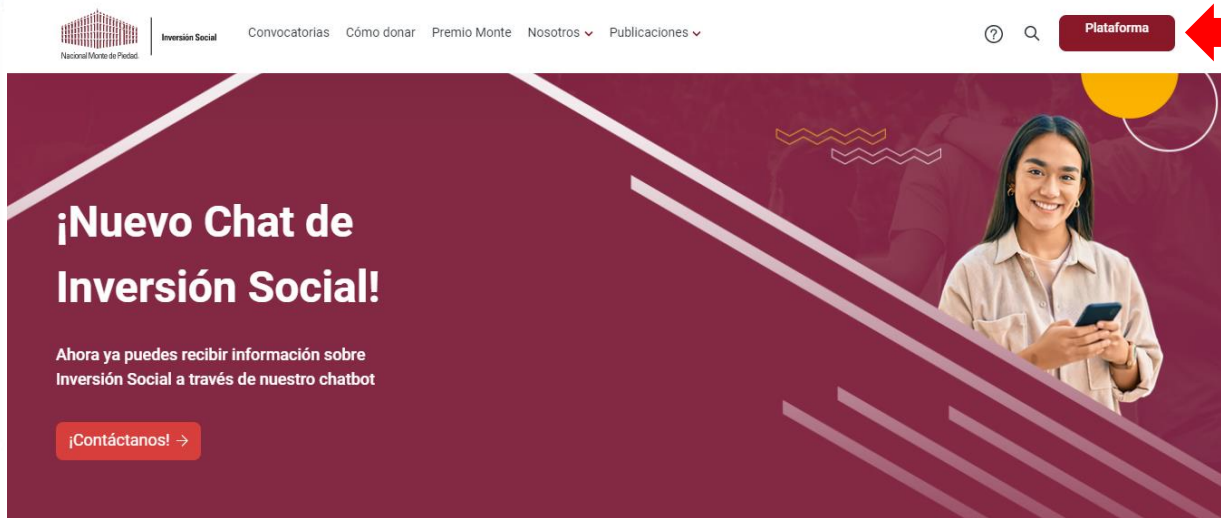 Nacional Monte de Piedad.
Inversión Social
Convocatorias Cómo donar Premio Monte Nosotros Publicaciones
?
Plataforma
¡Nuevo Chat de
Inversión Social!
Ahora ya puedes recibir información sobre
Inversión Social a través de nuestro chatbot
¡Contáctanos! →